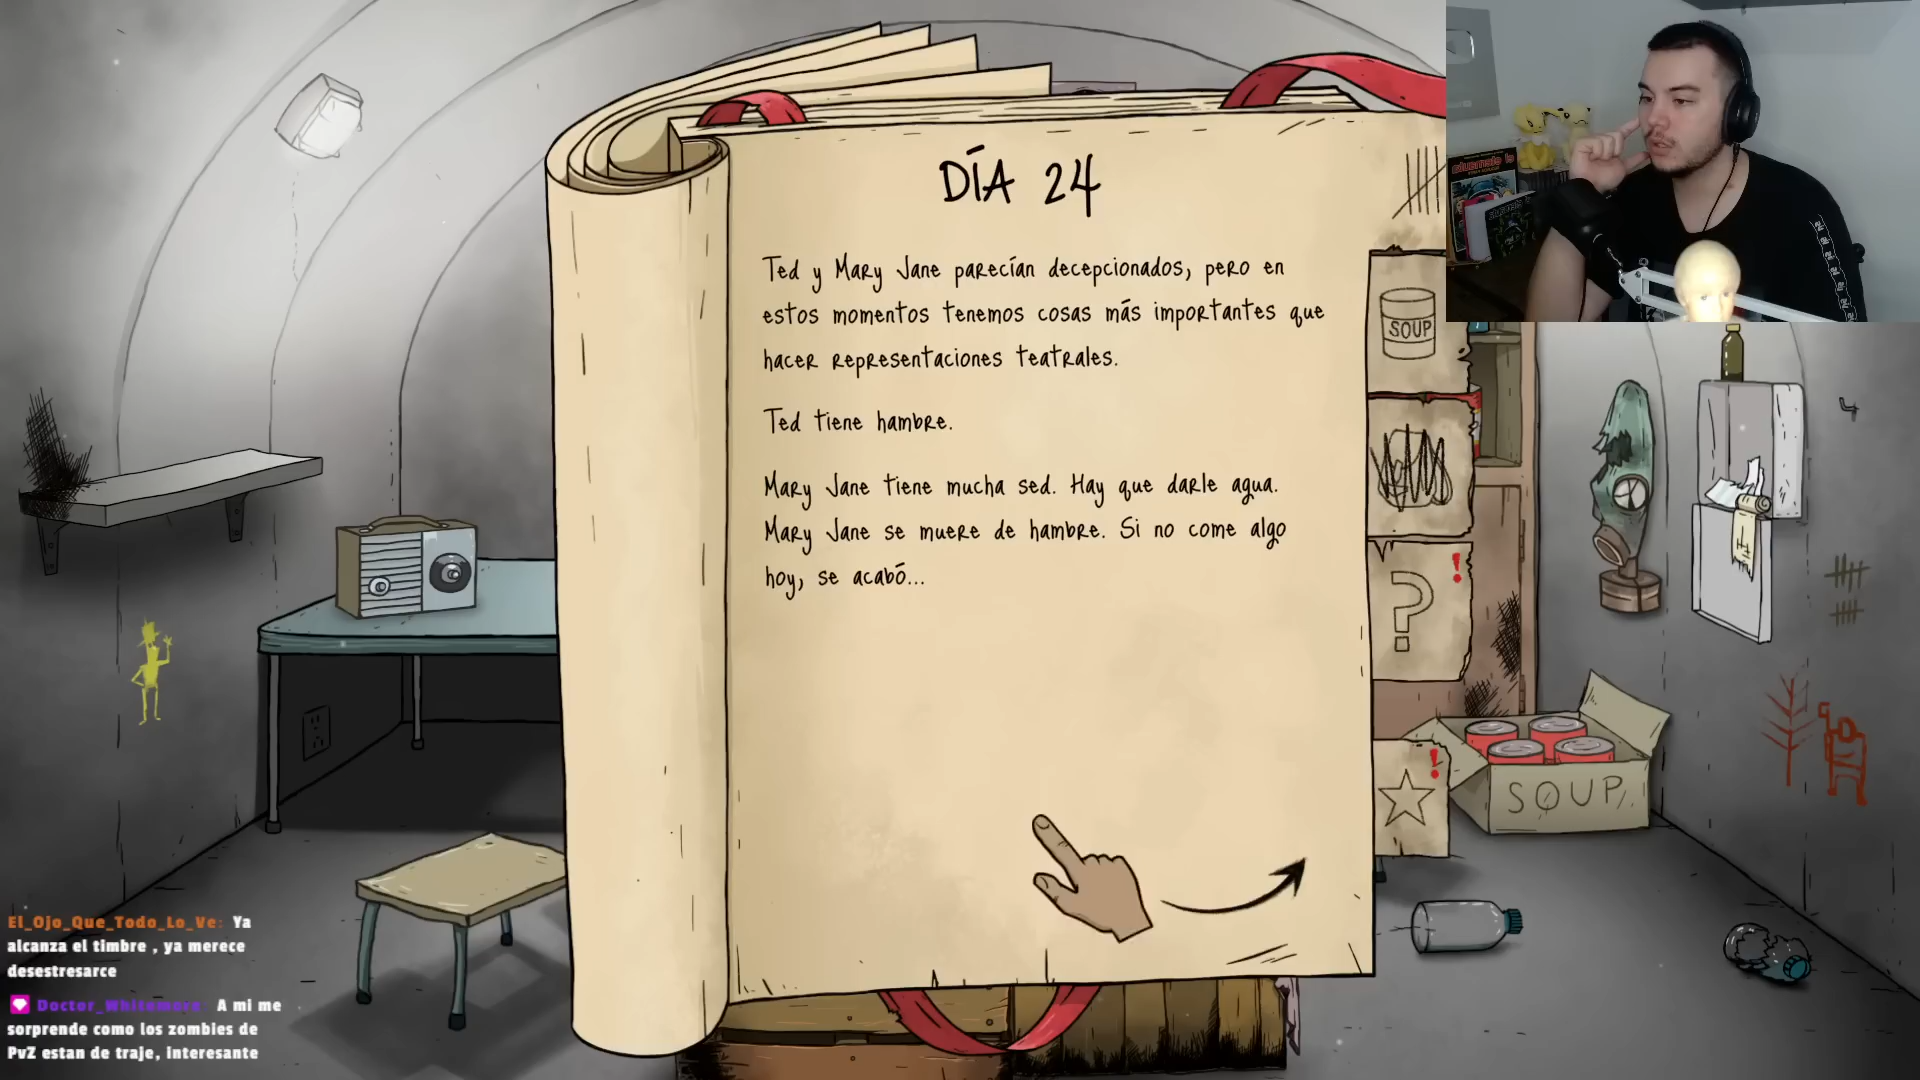 DÍA 24
Ted y Mary Jane parecían decepcionados, pero en
estos momentos tenemos cosas más importantes que
hacer representaciones teatrales.
Ted tiene hambre.
Mary Jane tiene mucha sed. Hay que darle agua.
Mary Jane se muere de hambre. Si no come algo
hoy, se acabó...
SOUP
!
?
!
SOUP
El_Ojo_Que_Todo_Lo_Ve: Ya
alcanza el timbre , ya merece
desestresarce
A mi me
sorprende como los zombies de
PvZ estan de traje, interesante